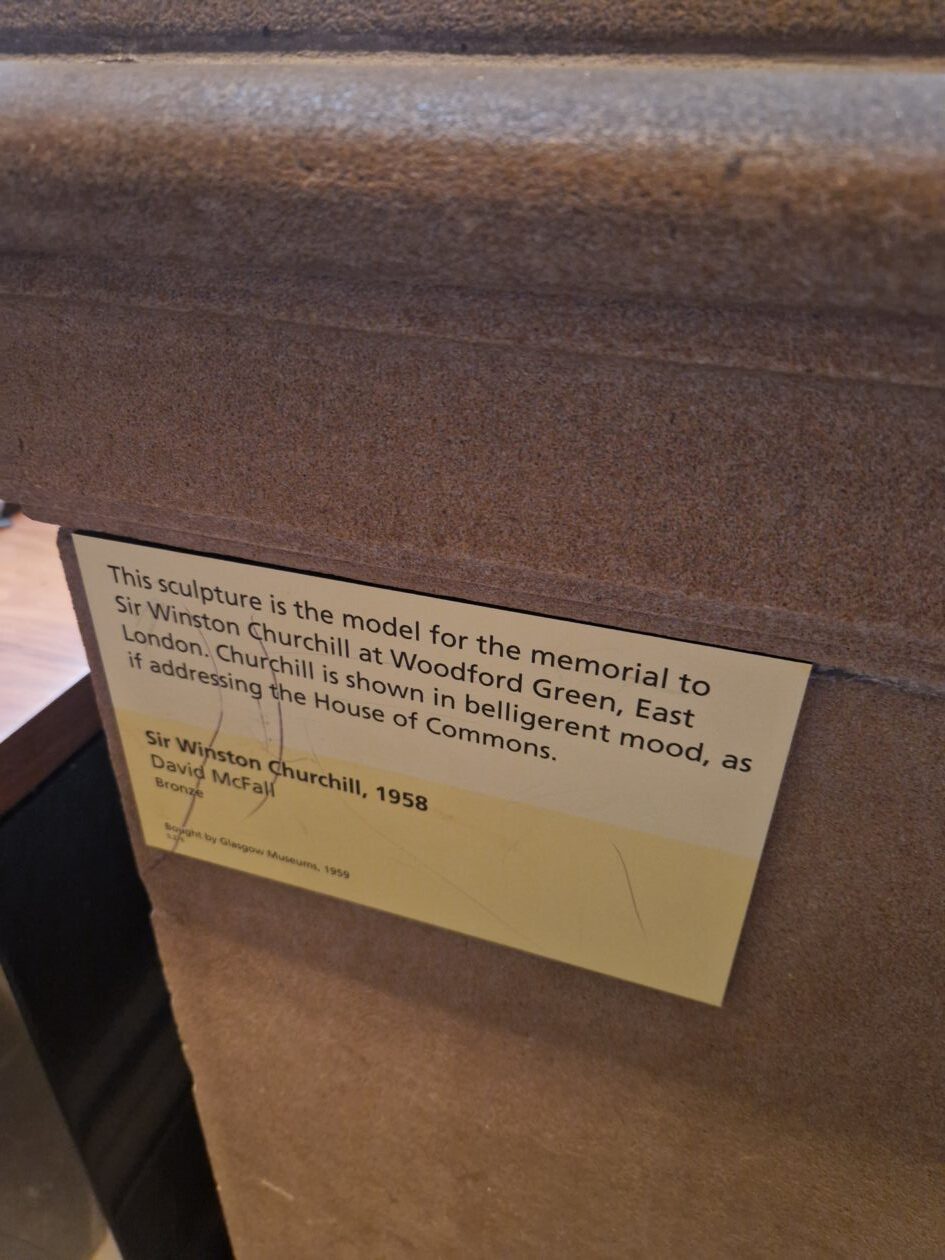 This sculpture is the model for the memorial to
Sir Winston Churchill at Woodford Green, East
London. Churchill is shown in belligerent mood, as
if addressing the House of Commons.
Sir Winston Churchill, 1958
David McFall
Bronze
Bought by Glasgow Museums, 1959